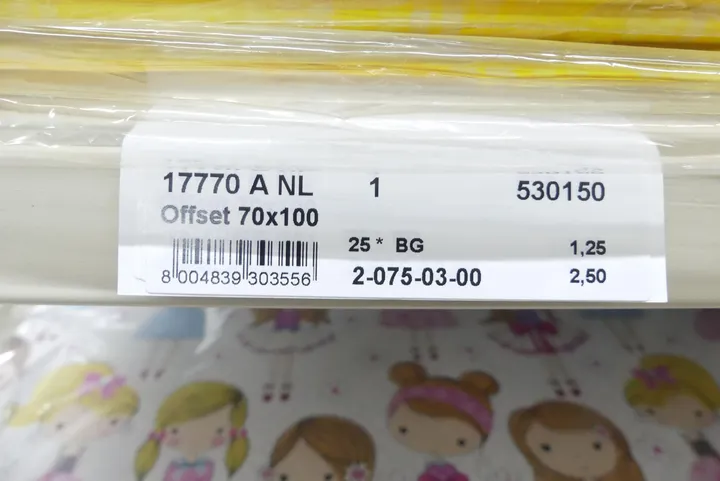 17770 A NL 1 530150
Offset 70x100
25 * BG 1,25
8 004839 303556 2-075-03-00 2,50